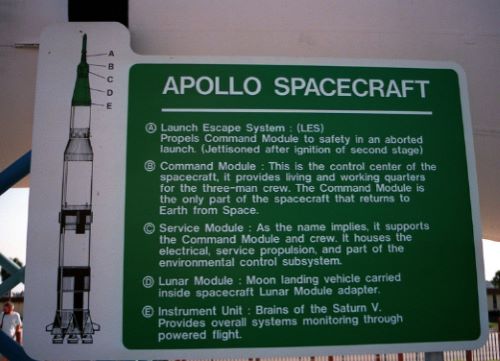 A
B
C
D
E
APOLLO SPACECRAFT
Ⓐ Launch Escape System : (LES)
Propels Command Module to safety in an aborted
launch. (Jettisoned after ignition of second stage)
Ⓑ Command Module : This is the control center of the
spacecraft, it provides living and working quarters
for the three-man crew. The Command Module is
the only part of the spacecraft that returns to
Earth from Space.
Ⓒ Service Module : As the name implies, it supports
the Command Module and crew. It houses the
electrical, service propulsion, and part of the
environmental control subsystem.
Ⓓ Lunar Module : Moon landing vehicle carried
inside spacecraft Lunar Module adapter.
Ⓔ Instrument Unit : Brains of the Saturn V.
Provides overall systems monitoring through
powered flight.